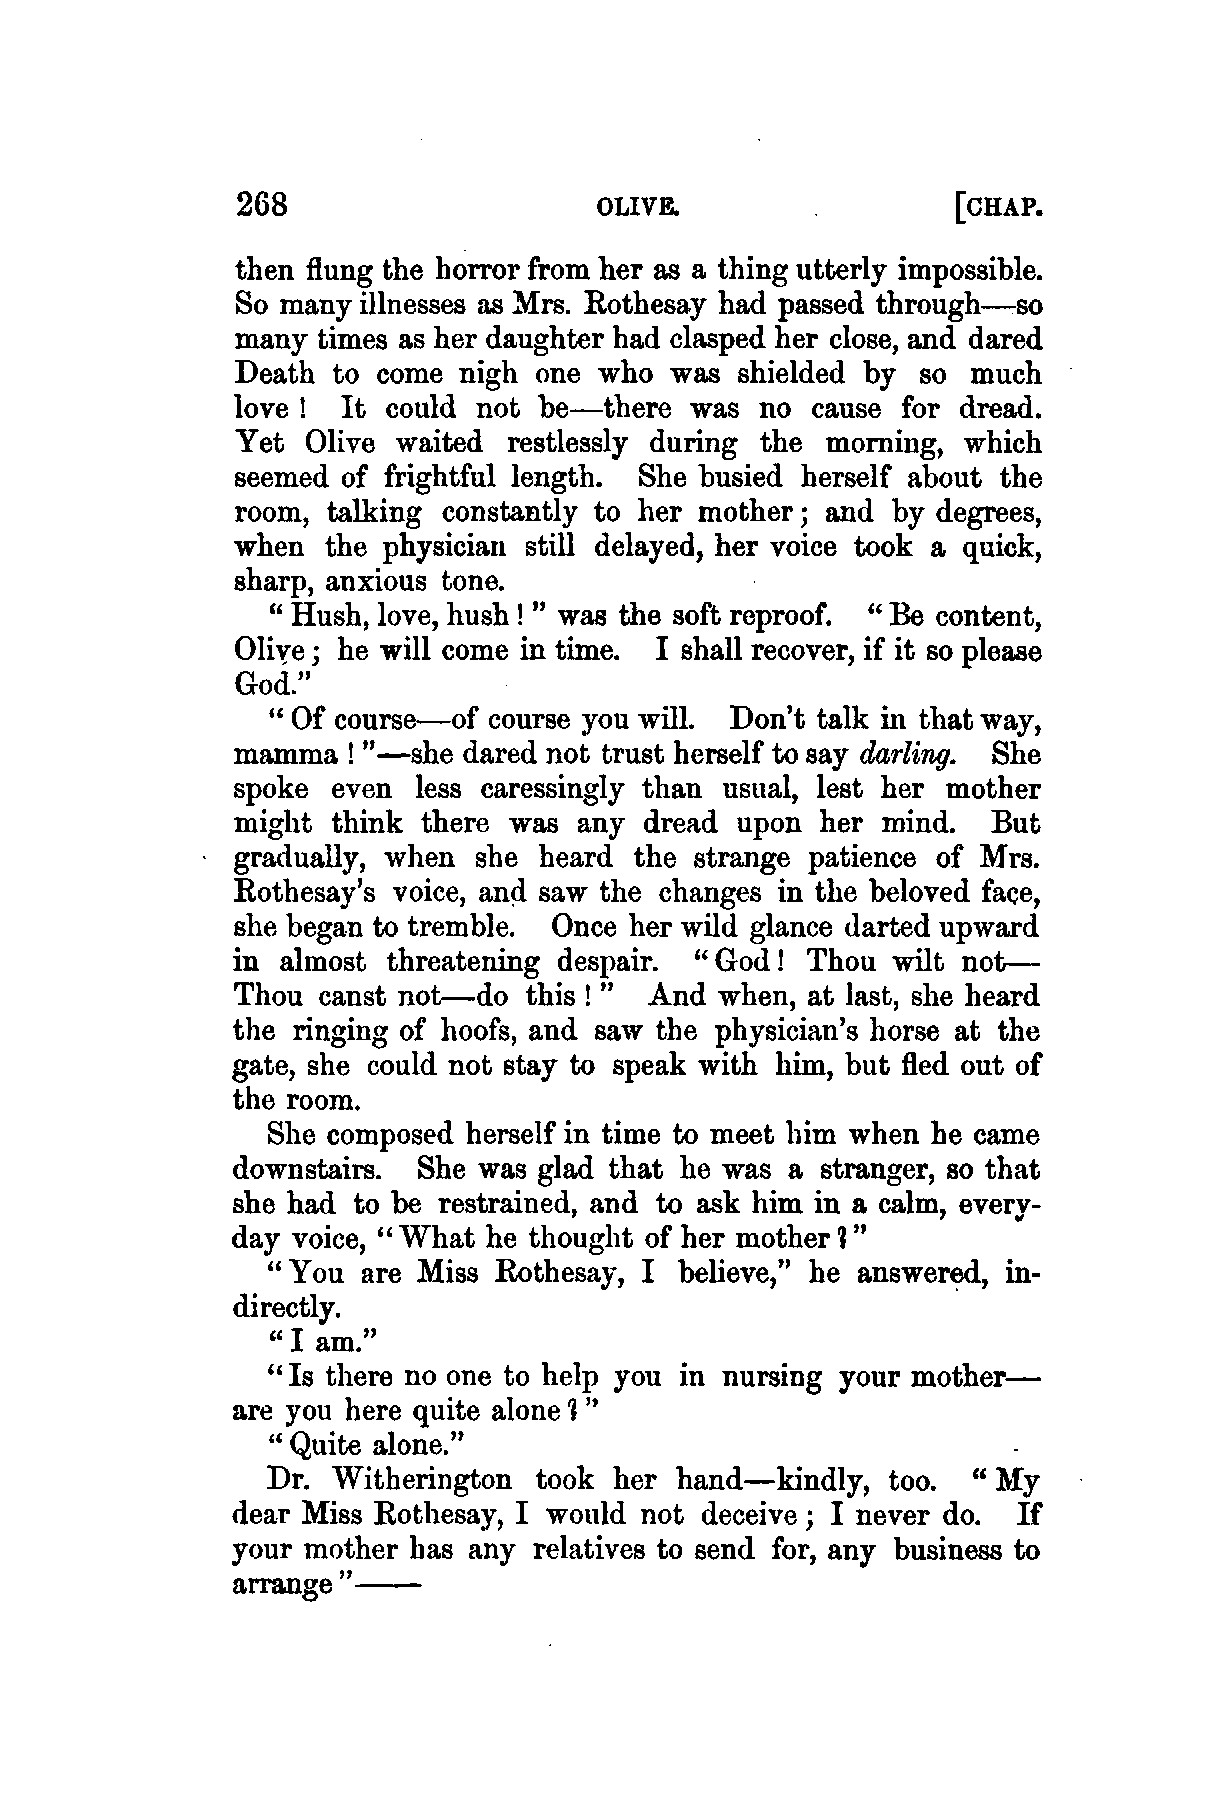 268 OLIVE. [CHAP.
then flung the horror from her as a thing utterly impossible.
So many illnesses as Mrs. Rothesay had passed through—so
many times as her daughter had clasped her close, and dared
Death to come nigh one who was shielded by so much
love! It could not be—there was no cause for dread.
Yet Olive waited restlessly during the morning, which
seemed of frightful length. She busied herself about the
room, talking constantly to her mother; and by degrees,
when the physician still delayed, her voice took a quick,
sharp, anxious tone.
"Hush, love, hush!" was the soft reproof. "Be content,
Olive; he will come in time. I shall recover, if it so please
God."
"Of course—of course you will. Don't talk in that way,
mamma!"—she dared not trust herself to say darling. She
spoke even less caressingly than usual, lest her mother
might think there was any dread upon her mind. But
gradually, when she heard the strange patience of Mrs.
Rothesay's voice, and saw the changes in the beloved face,
she began to tremble. Once her wild glance darted upward
in almost threatening despair. "God! Thou wilt not—
Thou canst not—do this!" And when, at last, she heard
the ringing of hoofs, and saw the physician's horse at the
gate, she could not stay to speak with him, but fled out of
the room.
She composed herself in time to meet him when he came
downstairs. She was glad that he was a stranger, so that
she had to be restrained, and to ask him in a calm, every-
day voice, "What he thought of her mother?"
"You are Miss Rothesay, I believe," he answered, in-
directly.
"I am."
"Is there no one to help you in nursing your mother—
are you here quite alone?"
"Quite alone."
Dr. Witherington took her hand—kindly, too. "My
dear Miss Rothesay, I would not deceive; I never do. If
your mother has any relatives to send for, any business to
arrange"——